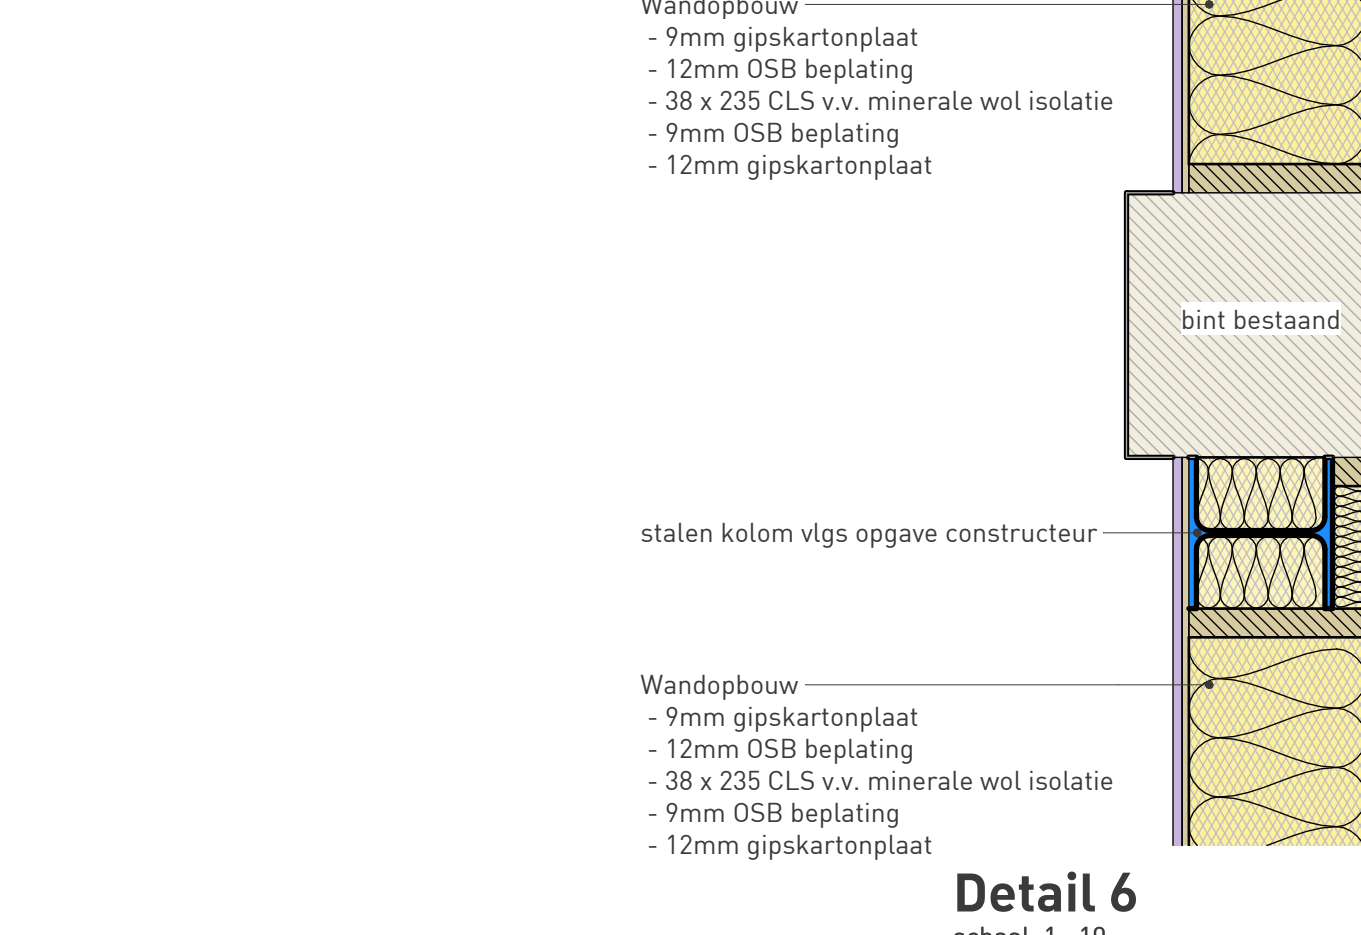 Wandopbouw
- 9mm gipskartonplaat
- 12mm OSB beplating
- 38 x 235 CLS v.v. minerale wol isolatie
- 9mm OSB beplating
- 12mm gipskartonplaat
bint bestaand
stalen kolom vlgs opgave constructeur
Wandopbouw
- 9mm gipskartonplaat
- 12mm OSB beplating
- 38 x 235 CLS v.v. minerale wol isolatie
- 9mm OSB beplating
- 12mm gipskartonplaat
Detail 6